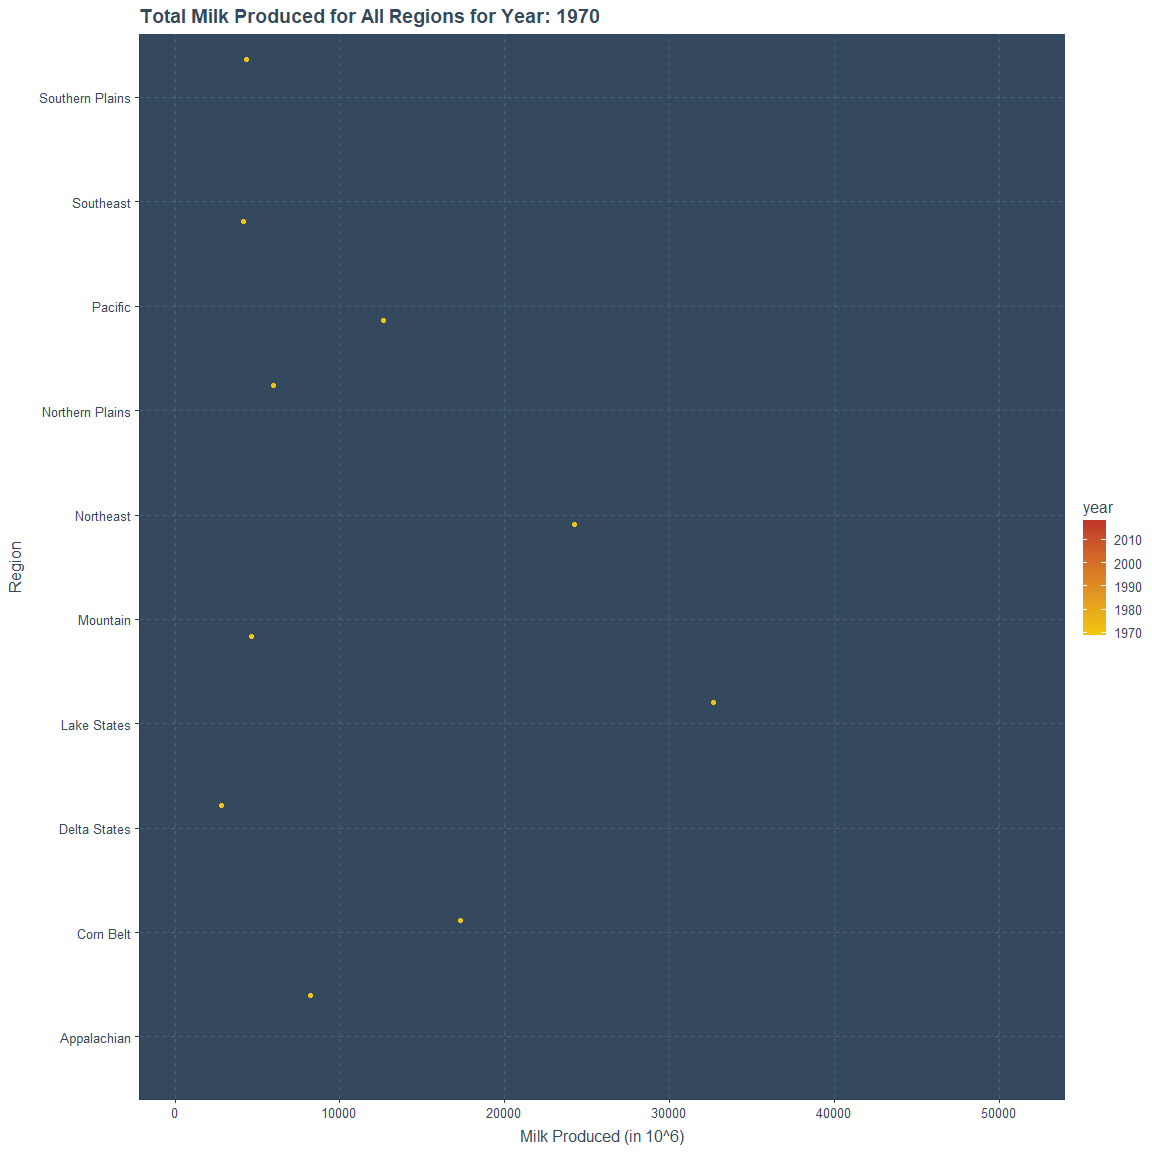 Total Milk Produced for All Regions for Year: 1970
Southern Plains
Southeast
Pacific
Northern Plains
Northeast
Mountain
Lake States
Delta States
Corn Belt
Appalachian
Region
0
10000
20000
30000
40000
50000
Milk Produced (in 10^6)
year
2010
2000
1990
1980
1970